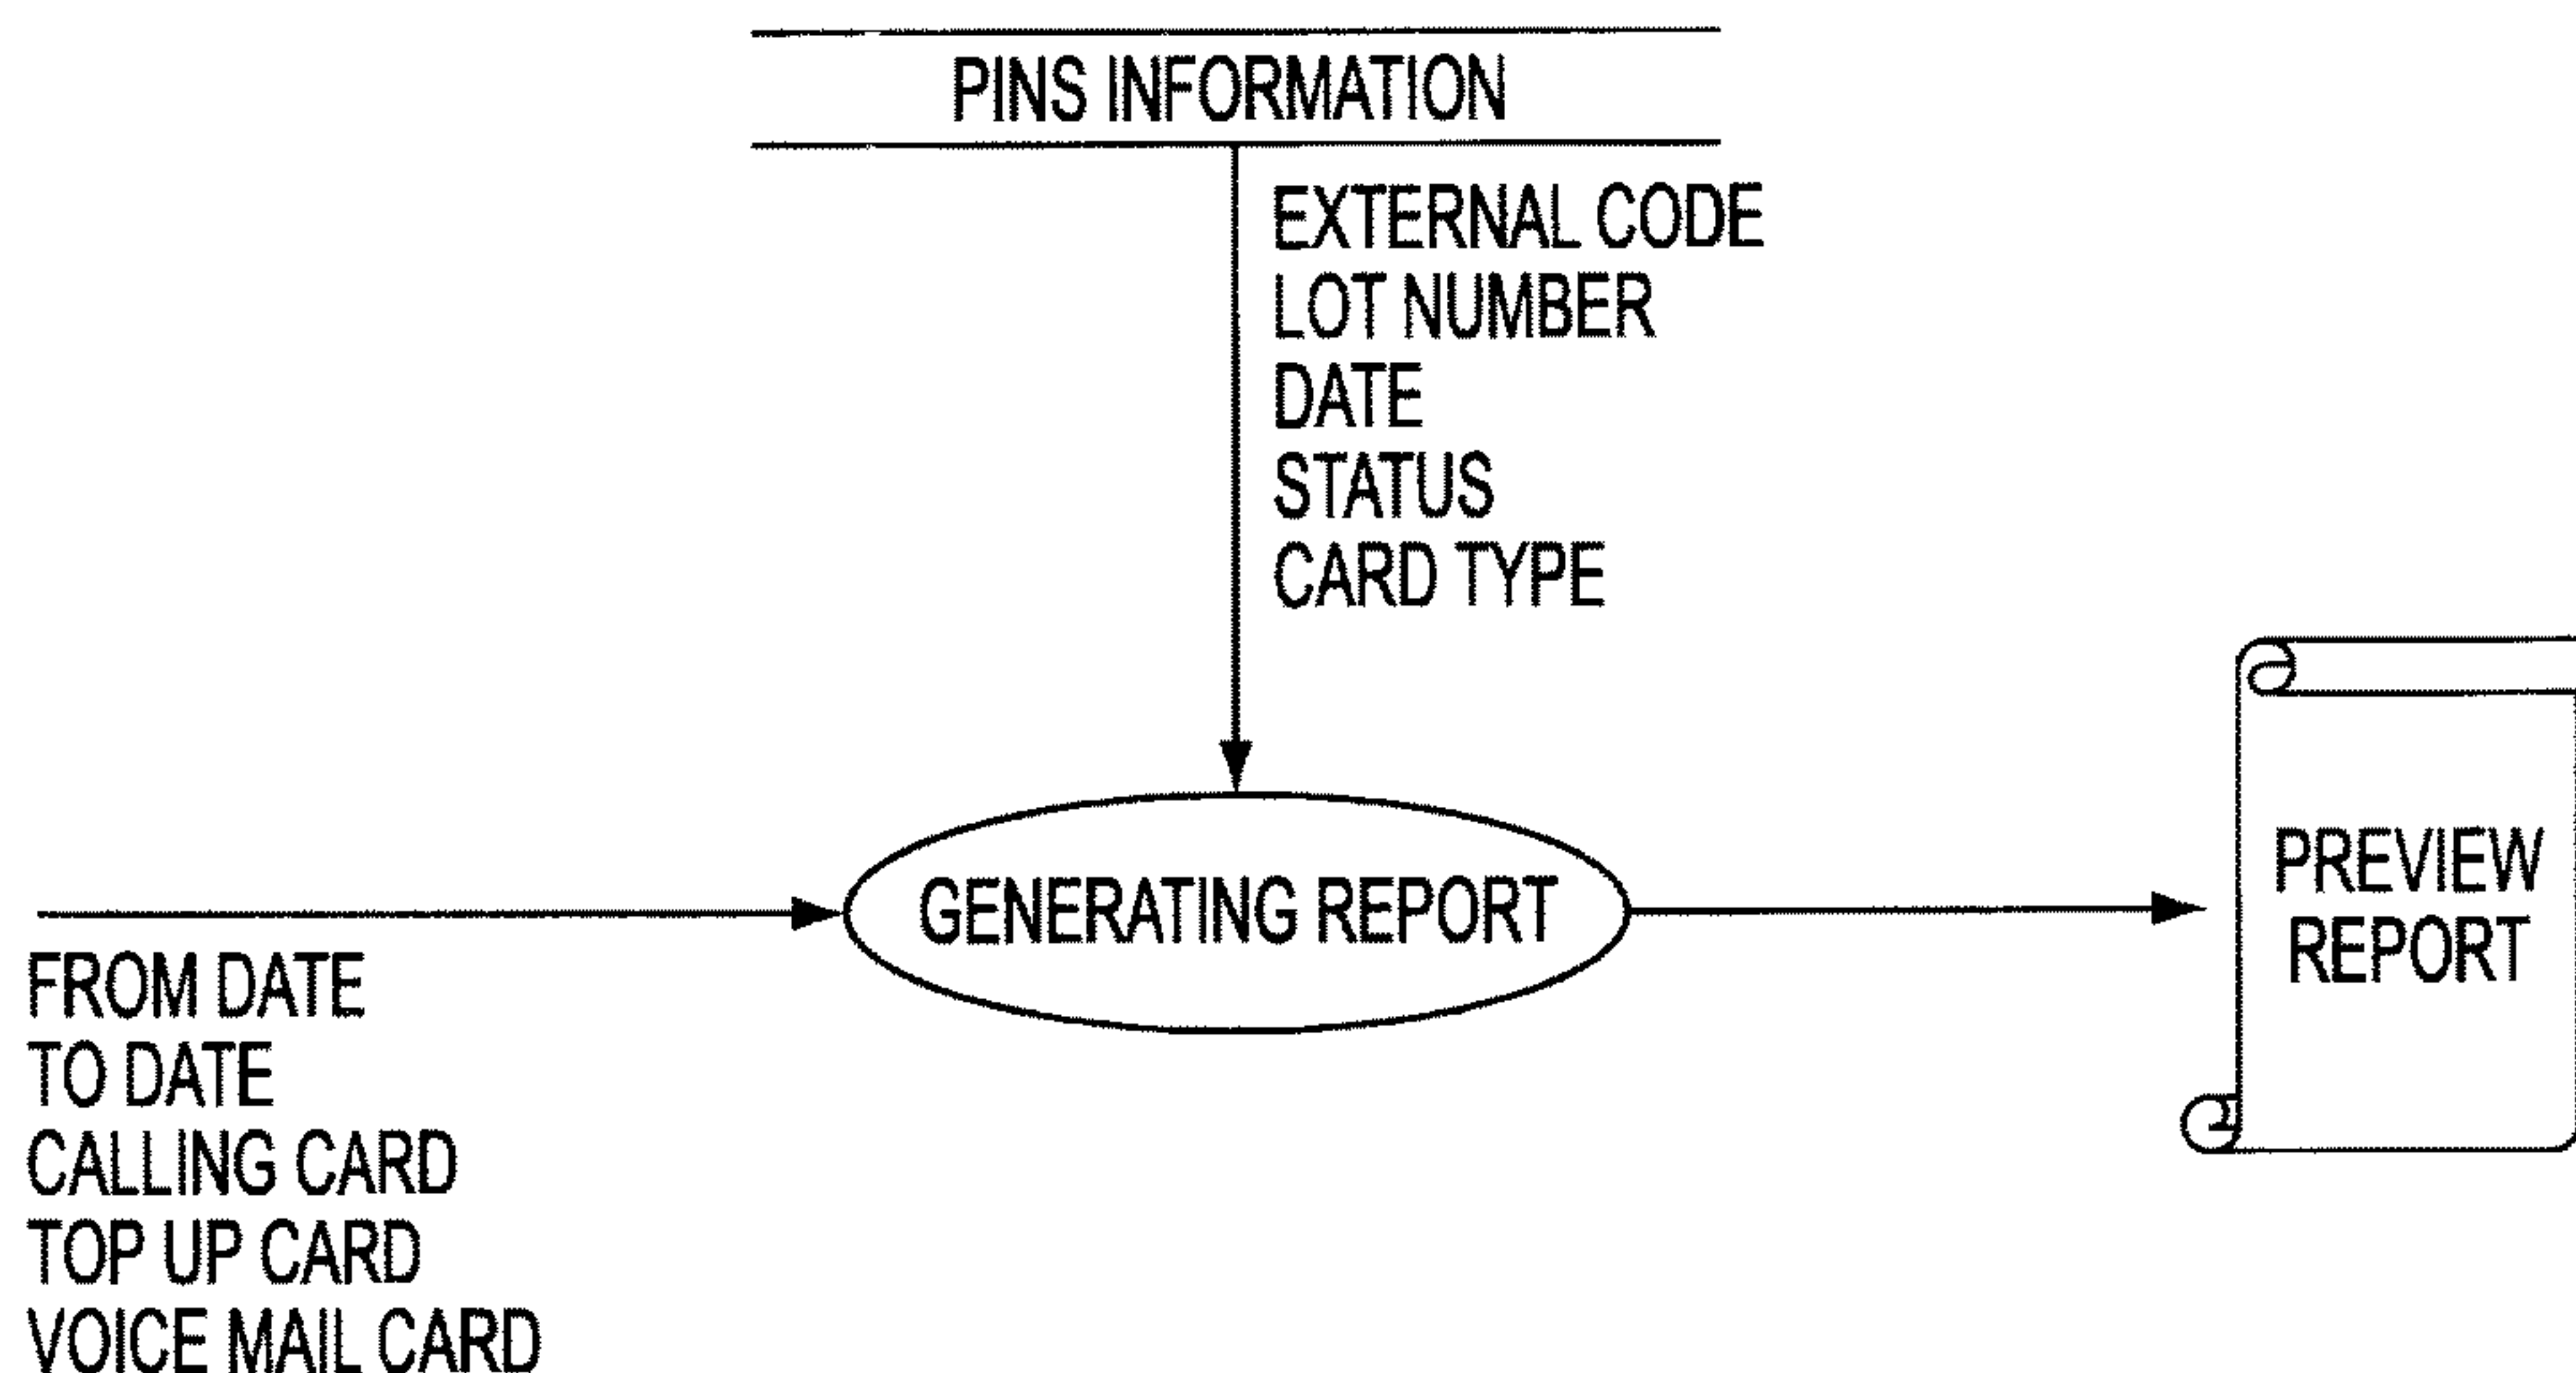 PINS INFORMATION
EXTERNAL CODE
LOT NUMBER
DATE
STATUS
CARD TYPE
GENERATING REPORT
PREVIEW
REPORT
FROM DATE
TO DATE
CALLING CARD
TOP UP CARD
VOICE MAIL CARD